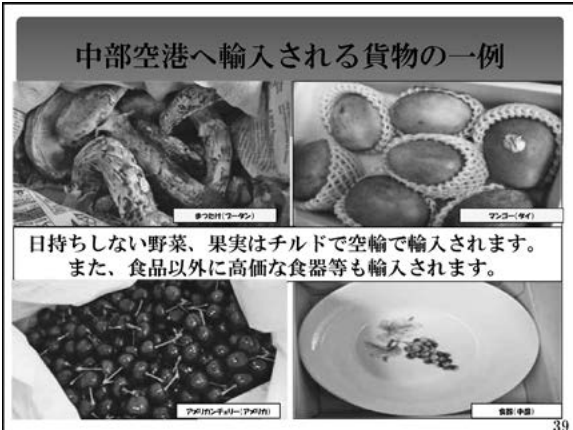 中部空港へ輸入される貨物の一例
まつたけ(ブータン)
マンゴー(タイ)
日持ちしない野菜、果実はチルドで空輸で輸入されます。
また、食品以外に高価な食器等も輸入されます。
アメリカンチェリー(アメリカ)
食器(中国)
39